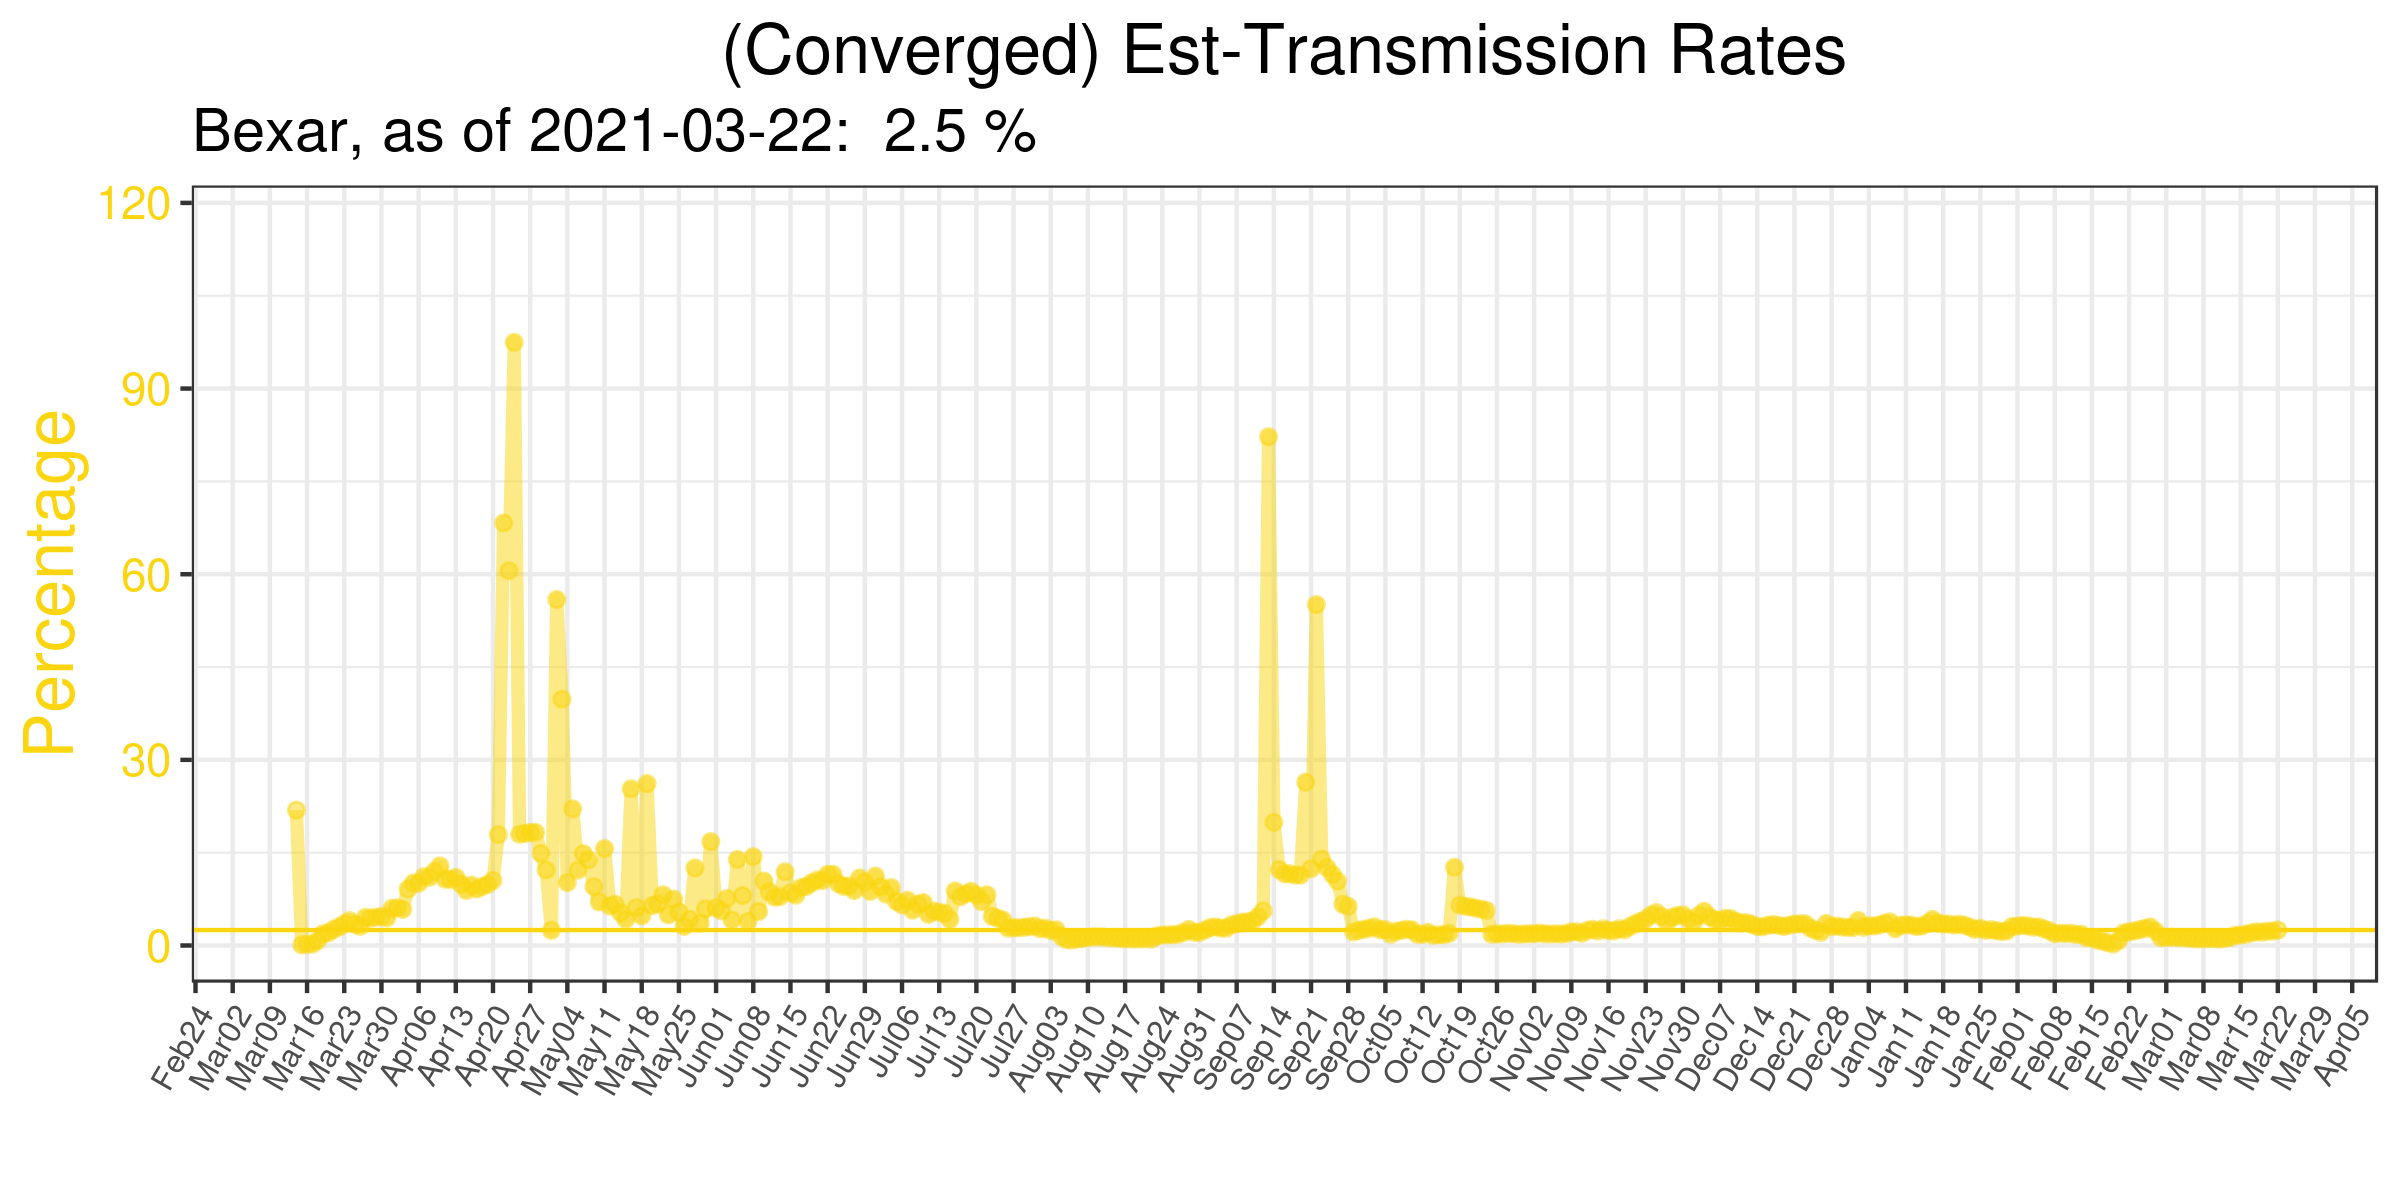 (Converged) Est-Transmission Rates
Bexar, as of 2021-03-22:  2.5 %
Percentage
120
90
60
30
0
Feb24
Mar02
Mar09
Mar16
Mar23
Mar30
Apr06
Apr13
Apr20
Apr27
May04
May11
May18
May25
Jun01
Jun08
Jun15
Jun22
Jun29
Jul06
Jul13
Jul20
Jul27
Aug03
Aug10
Aug17
Aug24
Aug31
Sep07
Sep14
Sep21
Sep28
Oct05
Oct12
Oct19
Oct26
Nov02
Nov09
Nov16
Nov23
Nov30
Dec07
Dec14
Dec21
Dec28
Jan04
Jan11
Jan18
Jan25
Feb01
Feb08
Feb15
Feb22
Mar01
Mar08
Mar15
Mar22
Mar29
Apr05